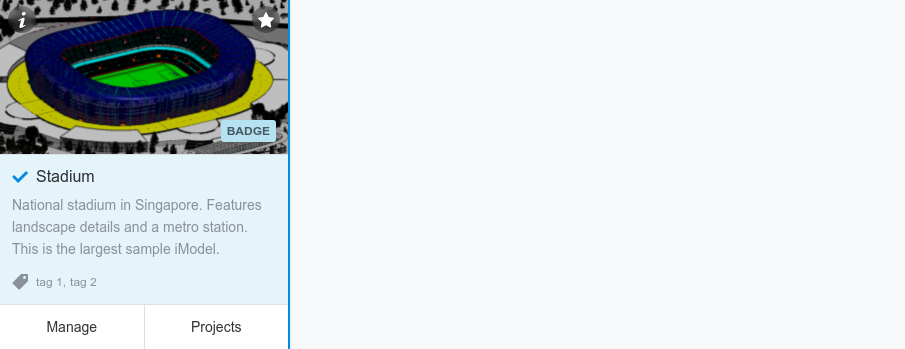 i
BADGE
Stadium
National stadium in Singapore. Features
landscape details and a metro station.
This is the largest sample iModel.
tag 1, tag 2
Manage
Projects